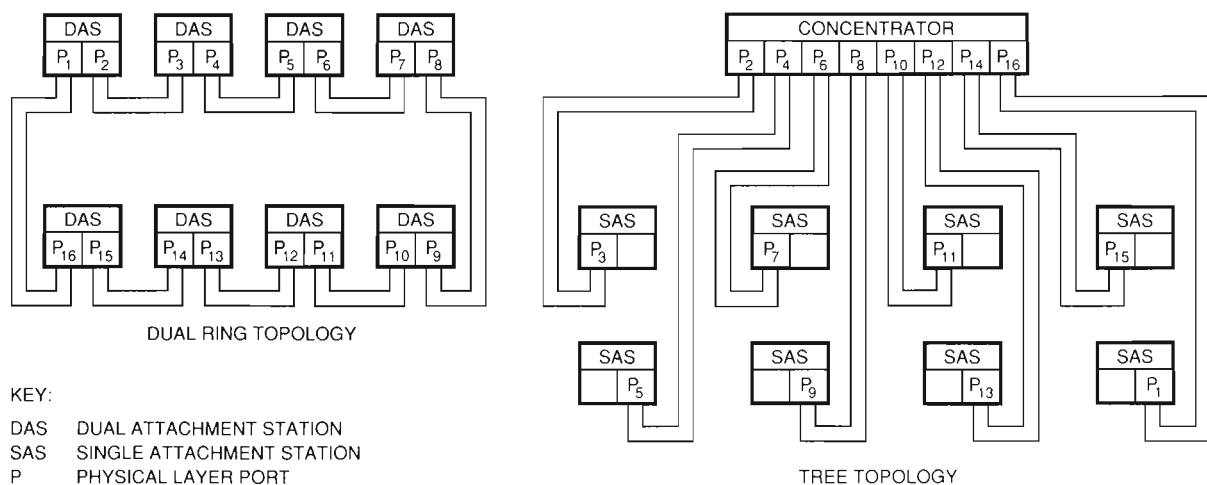 DAS DAS DAS DAS
P1 P2 P3 P4 P5 P6 P7 P8
DAS DAS DAS DAS
P16 P15 P14 P13 P12 P11 P10 P9
DUAL RING TOPOLOGY
KEY:
DAS DUAL ATTACHMENT STATION
SAS SINGLE ATTACHMENT STATION
P PHYSICAL LAYER PORT
CONCENTRATOR
P2 P4 P6 P8 P10 P12 P14 P16
SAS SAS SAS SAS
P3 P7 P11 P15
SAS SAS SAS SAS
P5 P9 P13 P1
TREE TOPOLOGY